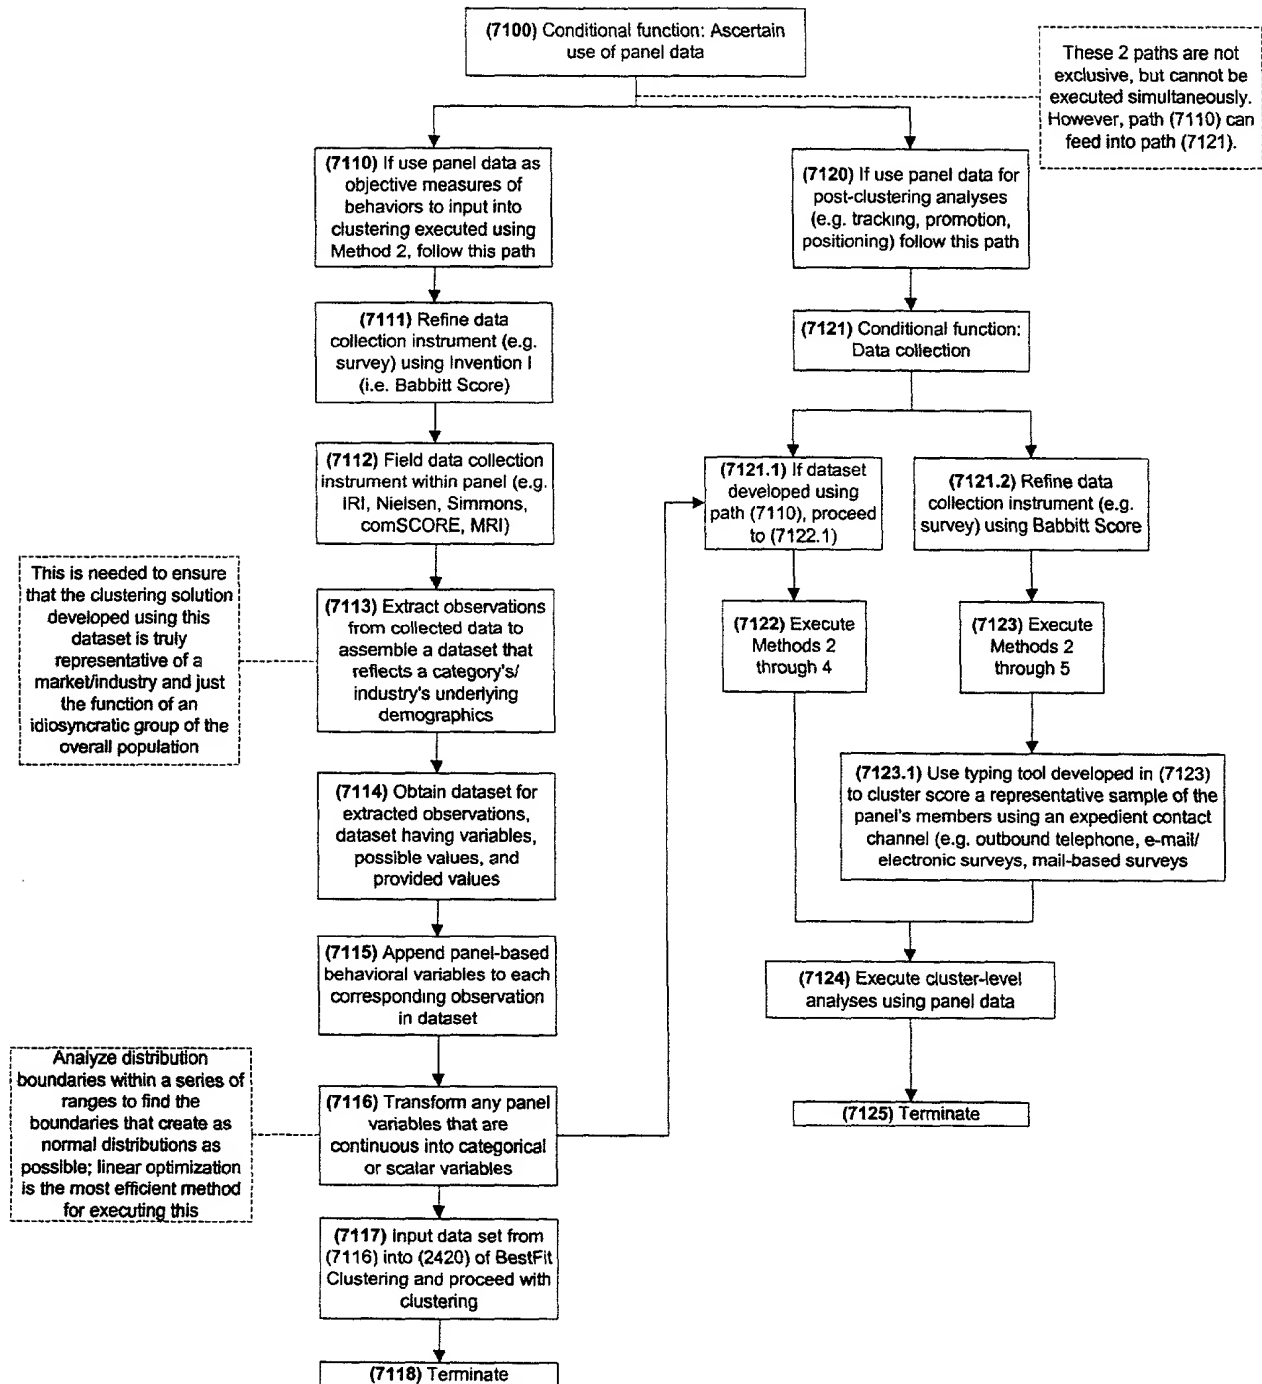 (7100) Conditional function: Ascertain
use of panel data
These 2 paths are not
exclusive, but cannot be
executed simultaneously.
However, path (7110) can
feed into path (7121).
(7110) If use panel data as
objective measures of
behaviors to input into
clustering executed using
Method 2, follow this path
(7120) If use panel data for
post-clustering analyses
(e.g. tracking, promotion,
positioning) follow this path
(7111) Refine data
collection instrument (e.g.
survey) using Invention I
(i.e. Babbitt Score)
(7121) Conditional function:
Data collection
(7112) Field data collection
instrument within panel (e.g.
IRI, Nielsen, Simmons,
comSCORE, MRI)
(7121.1) If dataset
developed using
path (7110), proceed
to (7122.1)
(7121.2) Refine data
collection instrument (e.g.
survey) using Babbitt Score
This is needed to ensure
that the clustering solution
developed using this
dataset is truly
representative of a
market/industry and just
the function of an
idiosyncratic group of the
overall population
(7113) Extract observations
from collected data to
assemble a dataset that
reflects a category's/
industry's underlying
demographics
(7122) Execute
Methods 2
through 4
(7123) Execute
Methods 2
through 5
(7114) Obtain dataset for
extracted observations,
dataset having variables,
possible values, and
provided values
(7123.1) Use typing tool developed in (7123)
to cluster score a representative sample of the
panel's members using an expedient contact
channel (e.g. outbound telephone, e-mail/
electronic surveys, mail-based surveys
(7115) Append panel-based
behavioral variables to each
corresponding observation
in dataset
(7124) Execute cluster-level
analyses using panel data
Analyze distribution
boundaries within a series of
ranges to find the
boundaries that create as
normal distributions as
possible; linear optimization
is the most efficient method
for executing this
(7116) Transform any panel
variables that are
continuous into categorical
or scalar variables
(7125) Terminate
(7117) Input data set from
(7116) into (2420) of BestFit
Clustering and proceed with
clustering
(7118) Terminate